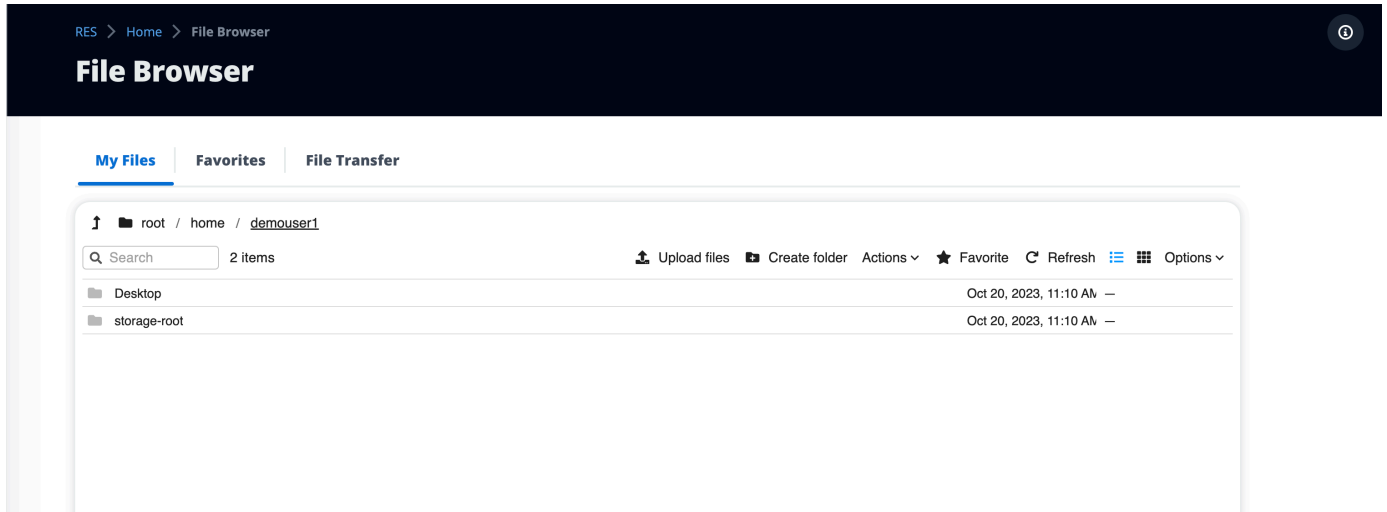 RES > Home > File Browser
File Browser
My Files Favorites File Transfer
root / home / demouser1
Search 2 items Upload files Create folder Actions Favorite Refresh Options
Desktop Oct 20, 2023, 11:10 AM —
storage-root Oct 20, 2023, 11:10 AM —